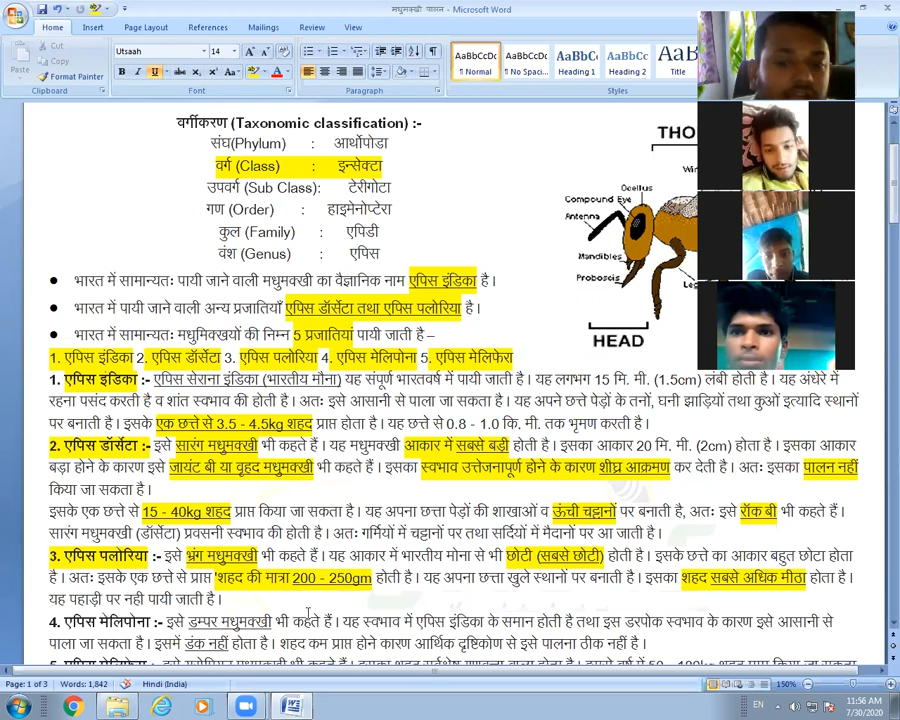 मधुमक्खी पालन - Microsoft Word
Home Insert Page Layout References Mailings Review View
Cut
Copy
Paste
Format Painter
Clipboard
Utsaah 14
Font
Paragraph
AaBbCcDc AaBbCcDc AaBbCc AaBbCc AaB
¶ Normal ¶ No Spaci... Heading 1 Heading 2 Title
Styles
वर्गीकरण (Taxonomic classification) :-
संघ(Phylum) : आर्थोपोडा
वर्ग (Class) : इन्सेक्टा
उपवर्ग (Sub Class): टेरीगोटा
गण (Order) : हाइमेनोप्टेरा
कुल (Family) : एपिडी
वंश (Genus) : एपिस
THO
Ocellus
Compound Eye
Antenna
Mandibles
Proboscis
HEAD
• भारत में सामान्यतः पायी जाने वाली मधुमक्खी का वैज्ञानिक नाम एपिस इंडिका है ।
• भारत में पायी जाने वाली अन्य प्रजातियाँ एपिस डॉर्सेटा तथा एपिस फ्लोरिया है ।
• भारत में सामान्यतः मधुमक्खियों की निम्न 5 प्रजातियां पायी जाती है –
1. एपिस इंडिका 2. एपिस डॉर्सेटा 3. एपिस फ्लोरिया 4. एपिस मेलिपोना 5. एपिस मेलिफेरा
1. एपिस इंडिका :- एपिस सेराना इंडिका (भारतीय मौना) यह संपूर्ण भारतवर्ष में पायी जाती है । यह लगभग 15 मि. मी. (1.5cm) लंबी होती है । यह अंधेरे में
रहना पसंद करती है व शांत स्वभाव की होती है । अतः इसे आसानी से पाला जा सकता है । यह अपने छत्ते पेड़ों के तनों, घनी झाड़ियों तथा कुओं इत्यादि स्थानों
पर बनाती है । इसके एक छत्ते से 3.5 - 4.5kg शहद प्राप्त होता है । यह छत्ते से 0.8 - 1.0 कि. मी. तक भ्रमण करती है ।
2. एपिस डॉर्सेटा :- इसे सारंग मधुमक्खी भी कहते हैं । यह मधुमक्खी आकार में सबसे बड़ी होती है । इसका आकार 20 मि. मी. (2cm) होता है । इसका आकार
बड़ा होने के कारण इसे जायंट बी या वृहद मधुमक्खी भी कहते हैं । इसका स्वभाव उत्तेजनापूर्ण होने के कारण शीघ्र आक्रमण कर देती है । अतः इसका पालन नहीं
किया जा सकता है ।
इसके एक छत्ते से 15 - 40kg शहद प्राप्त किया जा सकता है । यह अपना छत्ता पेड़ों की शाखाओं व ऊंची चट्टानों पर बनाती है, अतः इसे रॉक बी भी कहते हैं ।
सारंग मधुमक्खी (डॉर्सेटा) प्रवसनी स्वभाव की होती है । अतः गर्मियों में चट्टानों पर तथा सर्दियों में मैदानों पर आ जाती है ।
3. एपिस फ्लोरिया :- इसे भ्रंग मधुमक्खी भी कहते हैं । यह आकार में भारतीय मोना से भी छोटी (सबसे छोटी) होती है । इसके छत्ते का आकार बहुत छोटा होता
है । अतः इसके एक छत्ते से प्राप्त 'शहद की मात्रा 200 - 250gm होती है । यह अपना छत्ता खुले स्थानों पर बनाती है । इसका शहद सबसे अधिक मीठा होता है ।
यह पहाड़ी पर नही पायी जाती है ।
4. एपिस मेलिपोना :- इसे डम्पर मधुमक्खी भी कहते हैं । यह स्वभाव में एपिस इंडिका के समान होती है तथा इस डरपोक स्वभाव के कारण इसे आसानी से
पाला जा सकता है । इसमें डंक नहीं होता है । शहद कम प्राप्त होने कारण आर्थिक दृष्टिकोण से इसे पालना ठीक नहीं है ।
Page: 1 of 3 Words: 1,842 Hindi (India) 150%
EN 11:56 AM
7/30/2020